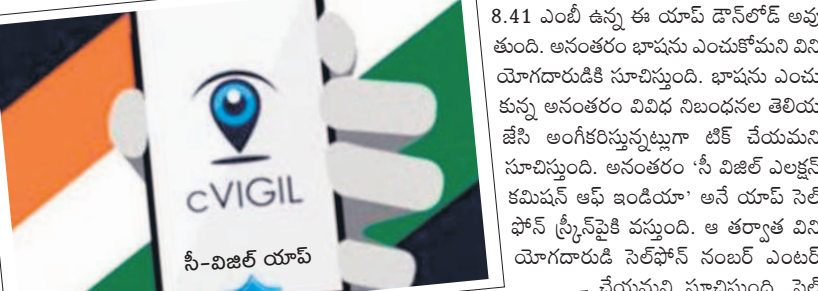 cVIGIL
సీ-విజిల్ యాప్
8.41 ఎంబీ ఉన్న ఈ యాప్ డౌన్‌లోడ్ అవు
తుంది. అనంతరం భాషను ఎంచుకోమని విని
యోగదారుడికి సూచిస్తుంది. భాషను ఎంచు
కున్న అనంతరం వివిధ నిబంధనల తెలియ
జేసి అంగీకరిస్తున్నట్లుగా టిక్ చేయమని
సూచిస్తుంది. అనంతరం ‘సీ విజిల్ ఎలక్షన్
కమిషన్ ఆఫ్ ఇండియా’ అనే యాప్ సెల్
ఫోన్ స్క్రీన్‌పైకి వస్తుంది. ఆ తర్వాత విని
యోగదారుడి సెల్‌ఫోన్ నంబర్ ఎంటర్
చేయమని సూచిస్తుంది. సెల్